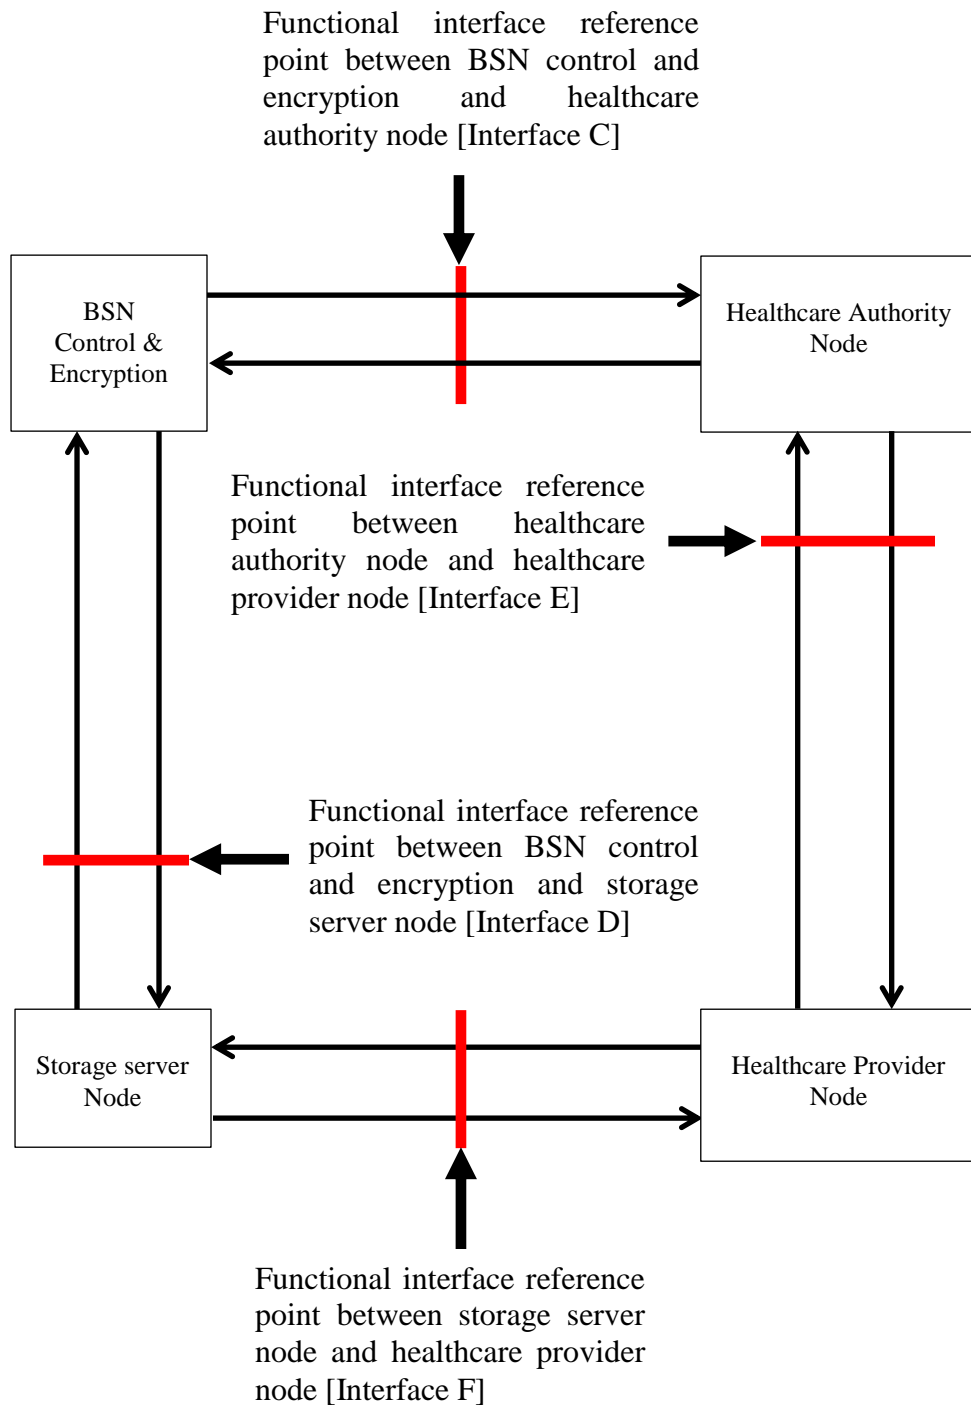 Functional interface reference
point between BSN control and
encryption and healthcare
authority node [Interface C]
BSN
Control &
Encryption
Healthcare Authority
Node
Functional interface reference
point between healthcare
authority node and healthcare
provider node [Interface E]
Functional interface reference
point between BSN control
and encryption and storage
server node [Interface D]
Storage server
Node
Healthcare Provider
Node
Functional interface reference
point between storage server
node and healthcare provider
node [Interface F]